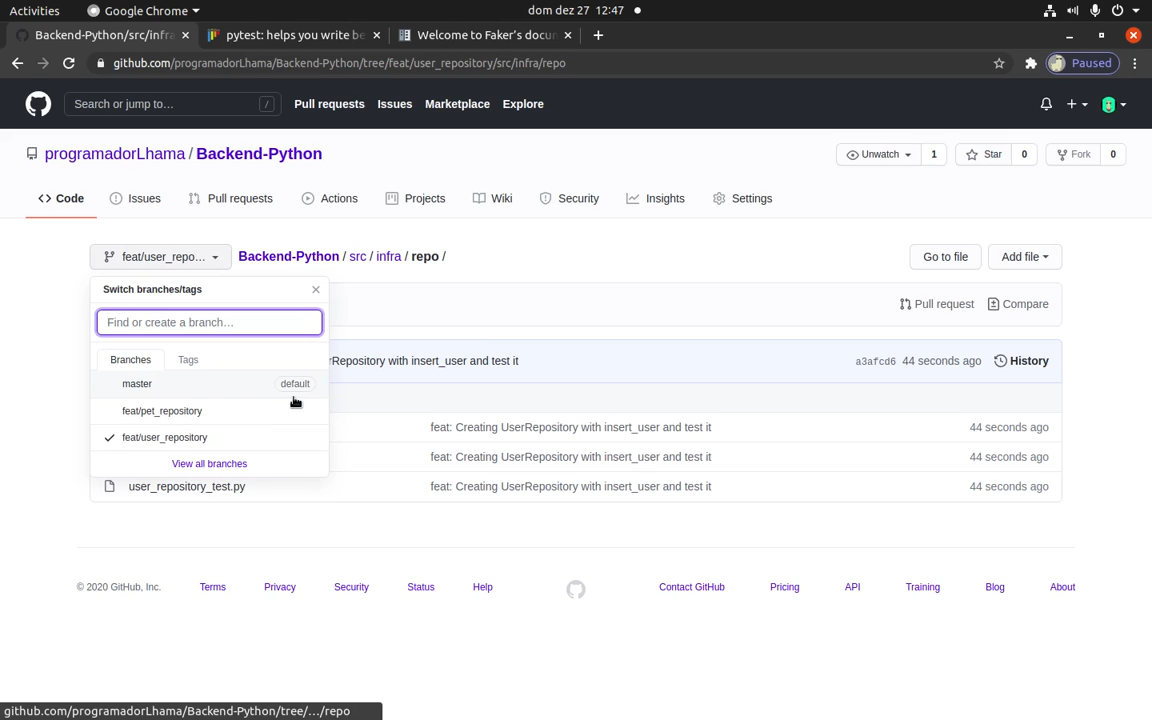 Activities Google Chrome dom dez 27 12:47
Backend-Python/src/infra pytest: helps you write be Welcome to Faker's docun
github.com/programadorLhama/Backend-Python/tree/feat/user_repository/src/infra/repo Paused
Search or jump to… / Pull requests Issues Marketplace Explore
programadorLhama / Backend-Python Unwatch 1 Star 0 Fork 0
Code Issues Pull requests Actions Projects Wiki Security Insights Settings
feat/user_repo... Backend-Python / src / infra / repo / Go to file Add file
Switch branches/tags
Pull request Compare
Find or create a branch…
Branches Tags
rRepository with insert_user and test it a3afcd6 44 seconds ago History
master default
feat/pet_repository
feat: Creating UserRepository with insert_user and test it 44 seconds ago
feat/user_repository
feat: Creating UserRepository with insert_user and test it 44 seconds ago
View all branches
user_repository_test.py feat: Creating UserRepository with insert_user and test it 44 seconds ago
© 2020 GitHub, Inc. Terms Privacy Security Status Help Contact GitHub Pricing API Training Blog About
github.com/programadorLhama/Backend-Python/tree/…/repo